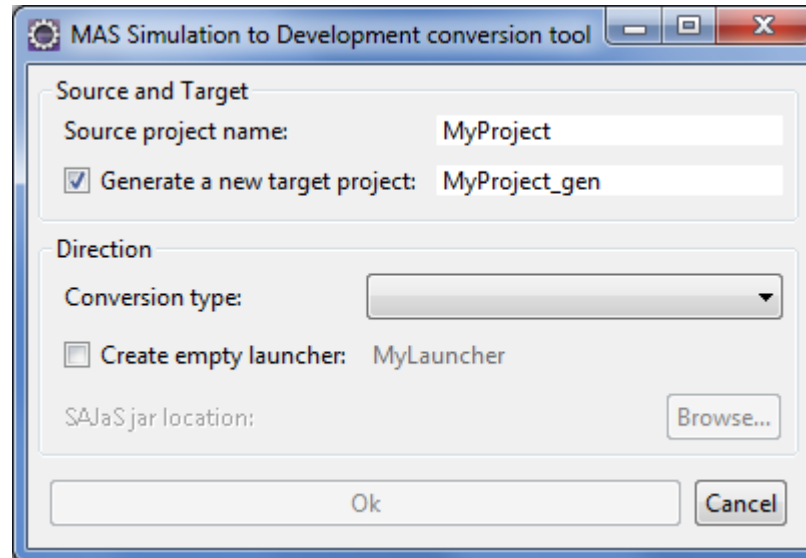 MAS Simulation to Development conversion tool
Source and Target
Source project name: MyProject
Generate a new target project: MyProject_gen
Direction
Conversion type:
Create empty launcher: MyLauncher
SAJaS jar location: Browse...
Ok Cancel